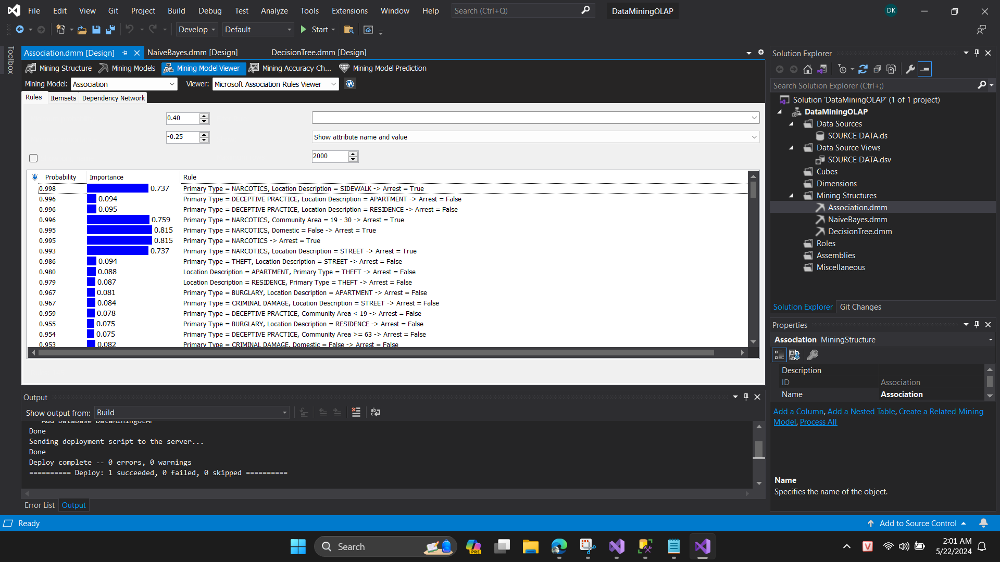 File Edit View Git Project Build Debug Test Analyze Tools Extensions Window Help Search (Ctrl+Q) DataMiningOLAP DK
Develop Default Start
Toolbox
Association.dmm [Design] NaiveBayes.dmm [Design] DecisionTree.dmm [Design]
Mining Structure Mining Models Mining Model Viewer Mining Accuracy Ch... Mining Model Prediction
Mining Model: Association Viewer: Microsoft Association Rules Viewer
Rules Itemsets Dependency Network
0.40
-0.25 Show attribute name and value
2000
Probability Importance Rule
0.998 0.737 Primary Type = NARCOTICS, Location Description = SIDEWALK -> Arrest = True
0.996 0.094 Primary Type = DECEPTIVE PRACTICE, Location Description = APARTMENT -> Arrest = False
0.996 0.095 Primary Type = DECEPTIVE PRACTICE, Location Description = RESIDENCE -> Arrest = False
0.996 0.759 Primary Type = NARCOTICS, Community Area = 19 - 30 -> Arrest = True
0.995 0.815 Primary Type = NARCOTICS, Domestic = False -> Arrest = True
0.995 0.815 Primary Type = NARCOTICS -> Arrest = True
0.993 0.737 Primary Type = NARCOTICS, Location Description = STREET -> Arrest = True
0.986 0.094 Primary Type = THEFT, Location Description = STREET -> Arrest = False
0.980 0.088 Location Description = APARTMENT, Primary Type = THEFT -> Arrest = False
0.979 0.087 Location Description = RESIDENCE, Primary Type = THEFT -> Arrest = False
0.967 0.081 Primary Type = BURGLARY, Location Description = APARTMENT -> Arrest = False
0.967 0.084 Primary Type = CRIMINAL DAMAGE, Location Description = STREET -> Arrest = False
0.959 0.078 Primary Type = DECEPTIVE PRACTICE, Community Area < 19 -> Arrest = False
0.955 0.075 Primary Type = BURGLARY, Location Description = RESIDENCE -> Arrest = False
0.954 0.075 Primary Type = DECEPTIVE PRACTICE, Community Area >= 63 -> Arrest = False
0.953 0.082 Primary Type = CRIMINAL DAMAGE, Domestic = False -> Arrest = False
Output
Show output from: Build
Add DataBase DataMiningOLAP
Done
Sending deployment script to the server...
Done
Deploy complete -- 0 errors, 0 warnings
========== Deploy: 1 succeeded, 0 failed, 0 skipped ==========
Error List Output
Solution Explorer
Search Solution Explorer (Ctrl+;)
Solution 'DataMiningOLAP' (1 of 1 project)
DataMiningOLAP
Data Sources
SOURCE DATA.ds
Data Source Views
SOURCE DATA.dsv
Cubes
Dimensions
Mining Structures
Association.dmm
NaiveBayes.dmm
DecisionTree.dmm
Roles
Assemblies
Miscellaneous
Solution Explorer Git Changes
Properties
Association MiningStructure
Description
ID Association
Name Association
Add a Column, Add a Nested Table, Create a Related Mining
Model, Process All
Name
Specifies the name of the object.
Ready Add to Source Control
Search PRE V 2:01 AM
5/22/2024